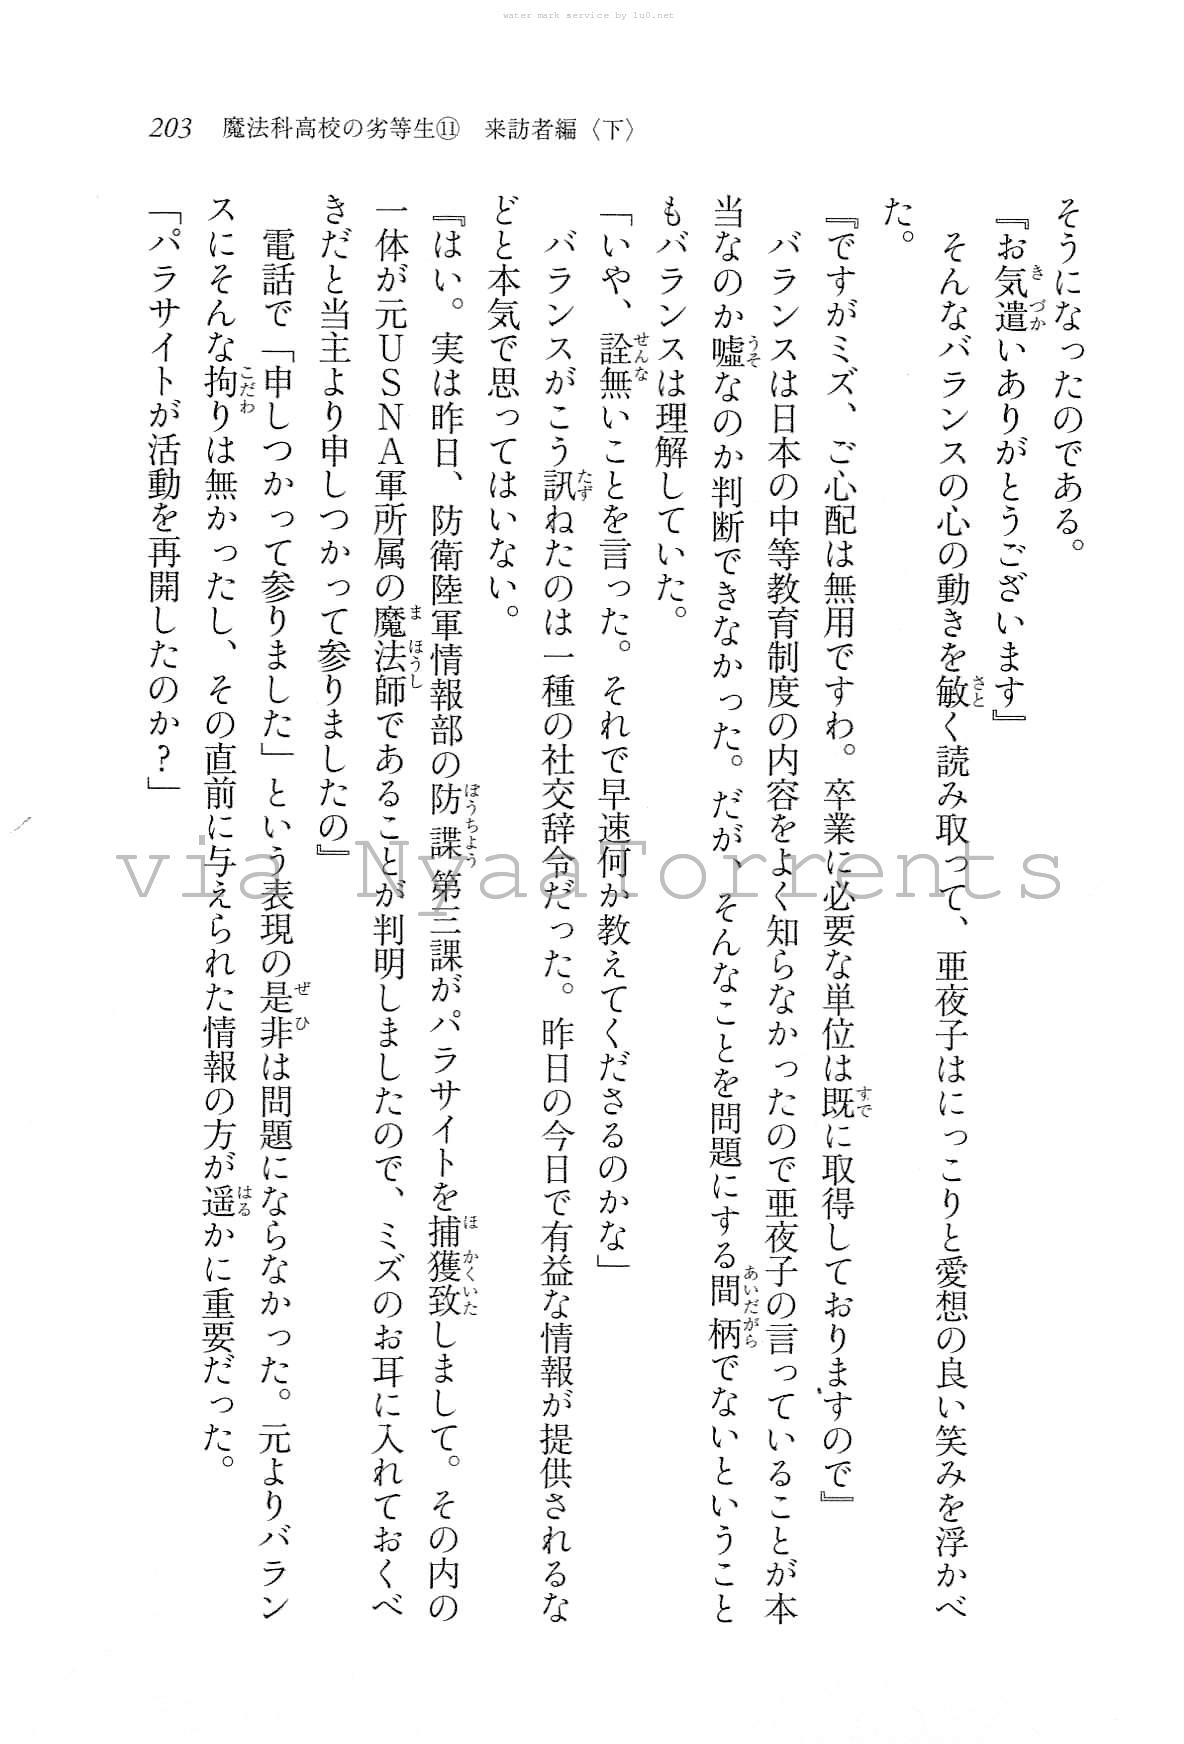 water mark service by lu0.net
203 魔法科高校の劣等生⑪ 来訪者編〈下〉
そうになったのである。
『お気遣いありがとうございます』
そんなバランスの心の動きを敏く読み取って、亜夜子はにっこりと愛想の良い笑みを浮かべ
た。
『ですがミズ、ご心配は無用ですわ。卒業に必要な単位は既に取得しておりますので』
バランスは日本の中等教育制度の内容をよく知らなかったので亜夜子の言っていることが本
当なのか嘘なのか判断できなかった。だが、そんなことを問題にする間柄でないということ
もバランスは理解していた。
「いや、詮無いことを言った。それで早速何か教えてくださるのかな」
バランスがこう訊ねたのは一種の社交辞令だった。昨日の今日で有益な情報が提供されるな
どと本気で思ってはいない。
『はい。実は昨日、防衛陸軍情報部の防諜第三課がパラサイトを捕獲致しまして。その内の
一体が元ＵＳＮＡ軍所属の魔法師であることが判明しましたので、ミズのお耳に入れておくべ
きだと当主より申しつかって参りましたの』
電話で「申しつかって参りました」という表現の是非は問題にならなかった。元よりバラン
スにそんな拘りは無かったし、その直前に与えられた情報の方が遥かに重要だった。
「パラサイトが活動を再開したのか？」
via NyaaTorrents